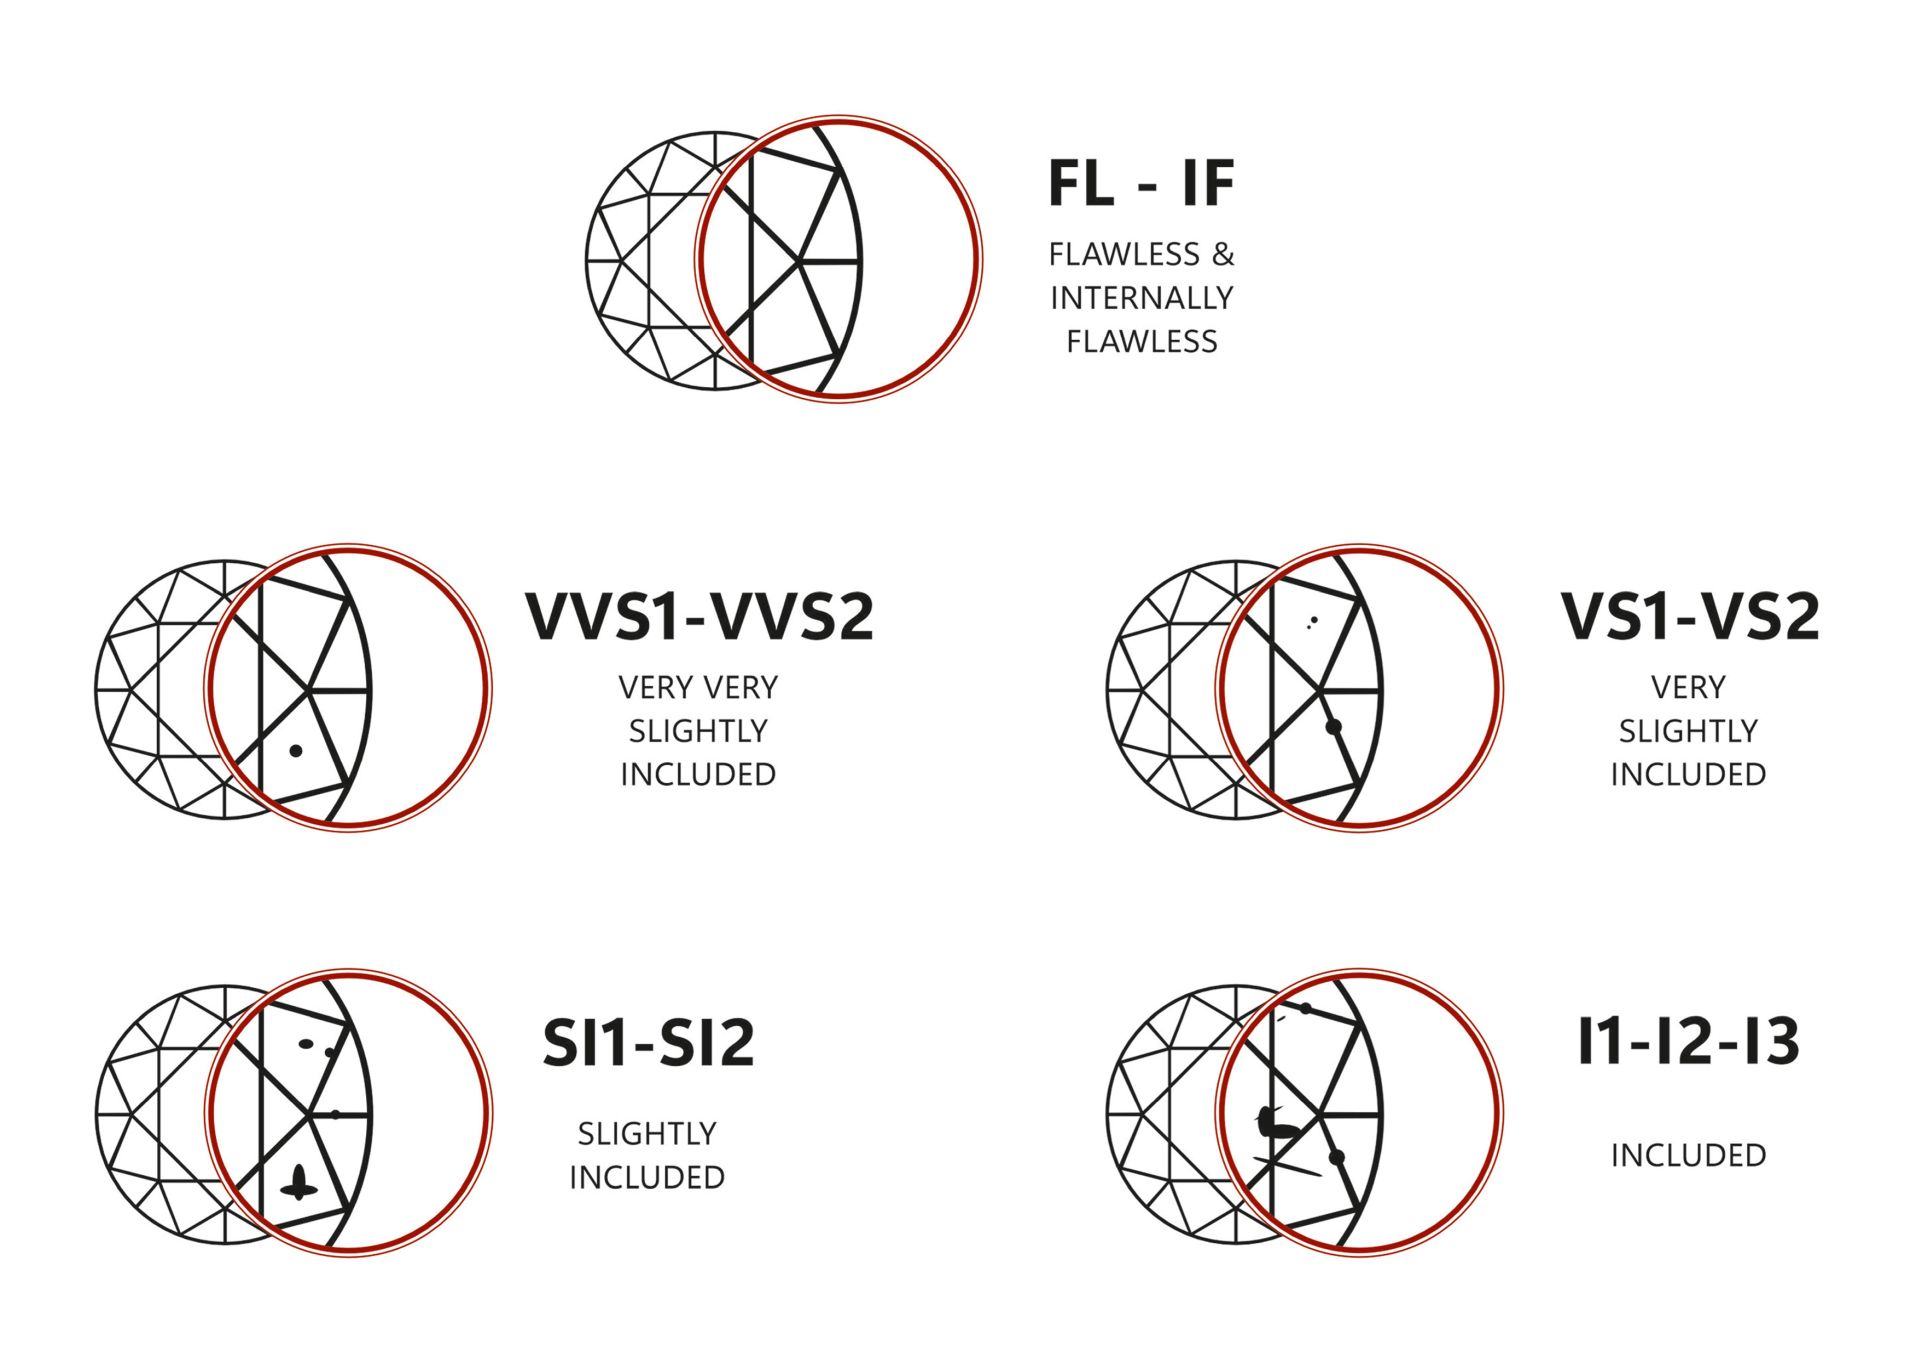 FL - IF
FLAWLESS &
INTERNALLY
FLAWLESS
VVS1-VVS2
VERY VERY
SLIGHTLY
INCLUDED
VS1-VS2
VERY
SLIGHTLY
INCLUDED
SI1-SI2
SLIGHTLY
INCLUDED
I1-I2-I3
INCLUDED